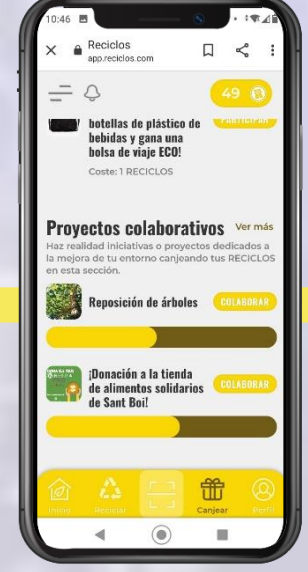 10:46
Reciclos
app.reciclos.com
49
botellas de plástico de
bebidas y gana una
bolsa de viaje ECO!
PARTICIPAR
Coste: 1 RECICLOS
Proyectos colaborativos
Ver más
Haz realidad iniciativas o proyectos dedicados a
la mejora de tu entorno canjeando tus RECICLOS
en esta sección.
Reposición de árboles
COLABORAR
¡Donación a la tienda
de alimentos solidarios
de Sant Boi!
COLABORAR
Inicio
Reciclar
Canjear
Perfil